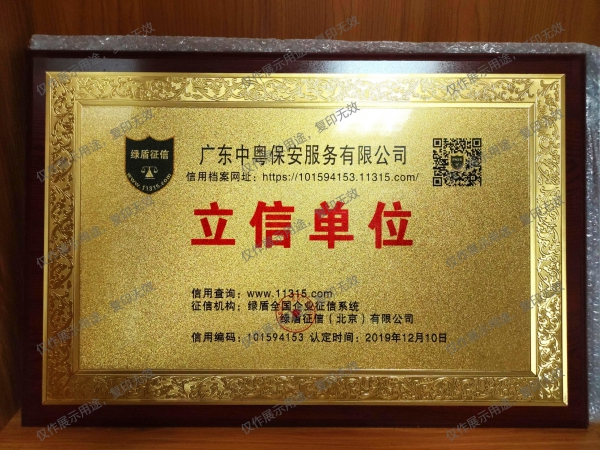 绿盾征信
www.11315.com
广东中粤保安服务有限公司
信用档案网址：https://101594153.11315.com/
立信单位
信用查询：www.11315.com
征信机构：绿盾全国企业征信系统
绿盾征信（北京）有限公司
信用编码：101594153 认定时间：2019年12月10日
仅作展示用途，复印无效